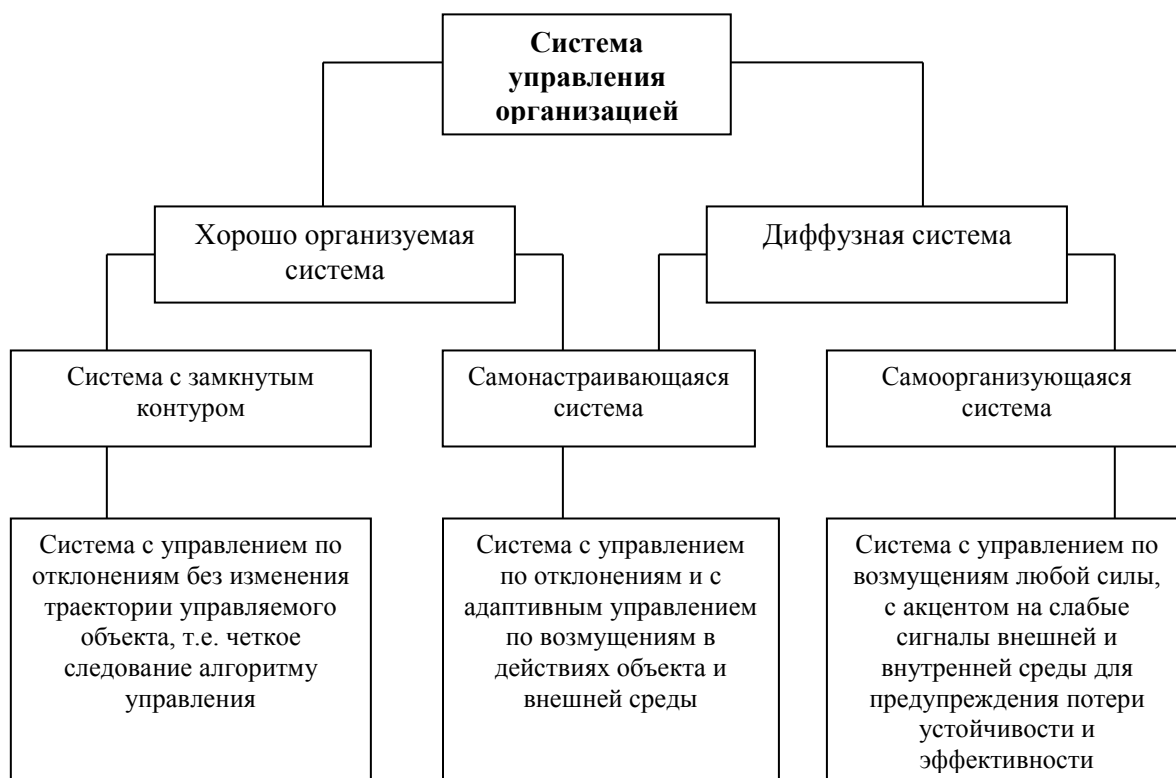 Система
управления
организацией
Хорошо организуемая
система
Диффузная система
Система с замкнутым
контуром
Самонастраивающаяся
система
Самоорганизующаяся
система
Система с управлением по
отклонениям без изменения
траектории управляемого
объекта, т.е. четкое
следование алгоритму
управления
Система с управлением
по отклонениям и с
адаптивным управлением
по возмущениям в
действиях объекта и
внешней среды
Система с управлением по
возмущениям любой силы,
с акцентом на слабые
сигналы внешней и
внутренней среды для
предупреждения потери
устойчивости и
эффективности